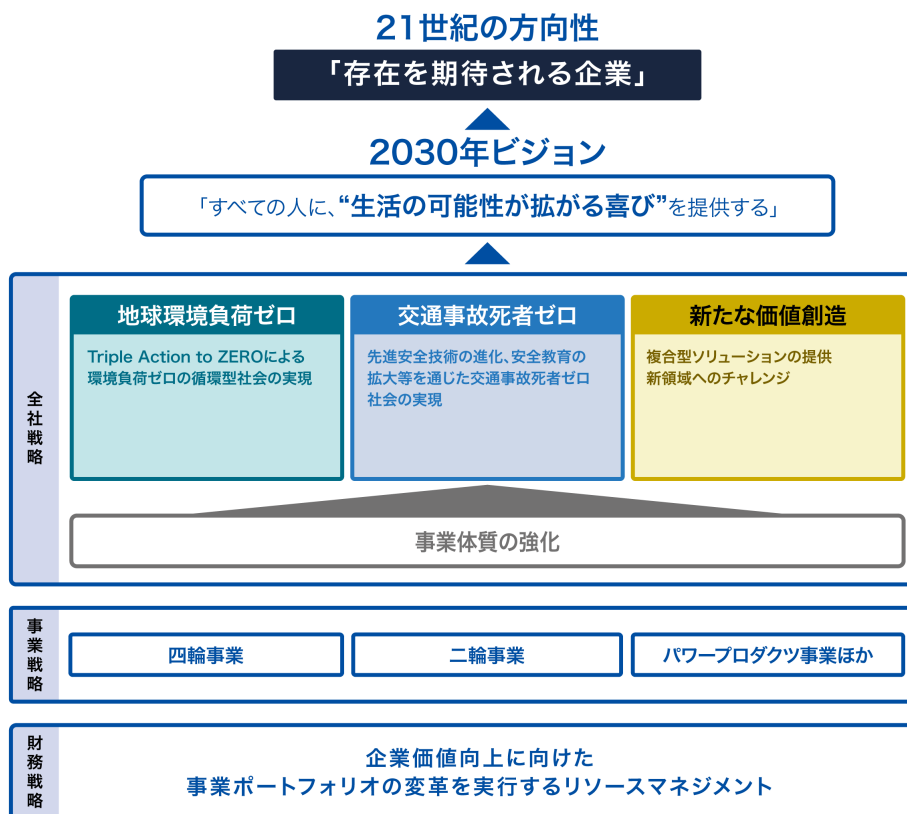 21世紀の方向性
「存在を期待される企業」
2030年ビジョン
「すべての人に、“生活の可能性が拡がる喜び”を提供する」
全社戦略
地球環境負荷ゼロ
Triple Action to ZEROによる
環境負荷ゼロの循環型社会の実現
交通事故死者ゼロ
先進安全技術の進化、安全教育の
拡大等を通じた交通事故死者ゼロ
社会の実現
新たな価値創造
複合型ソリューションの提供
新領域へのチャレンジ
事業体質の強化
事業戦略
四輪事業
二輪事業
パワープロダクツ事業ほか
財務戦略
企業価値向上に向けた
事業ポートフォリオの変革を実行するリソースマネジメント